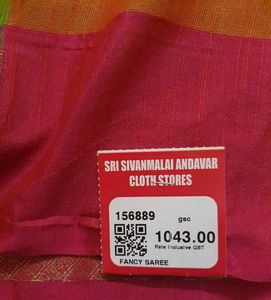 SRI SIVANMALAI ANDAVAR
CLOTH STORES
156889
gso
1043.00
Rate Inclusive GST
FANCY SAREE